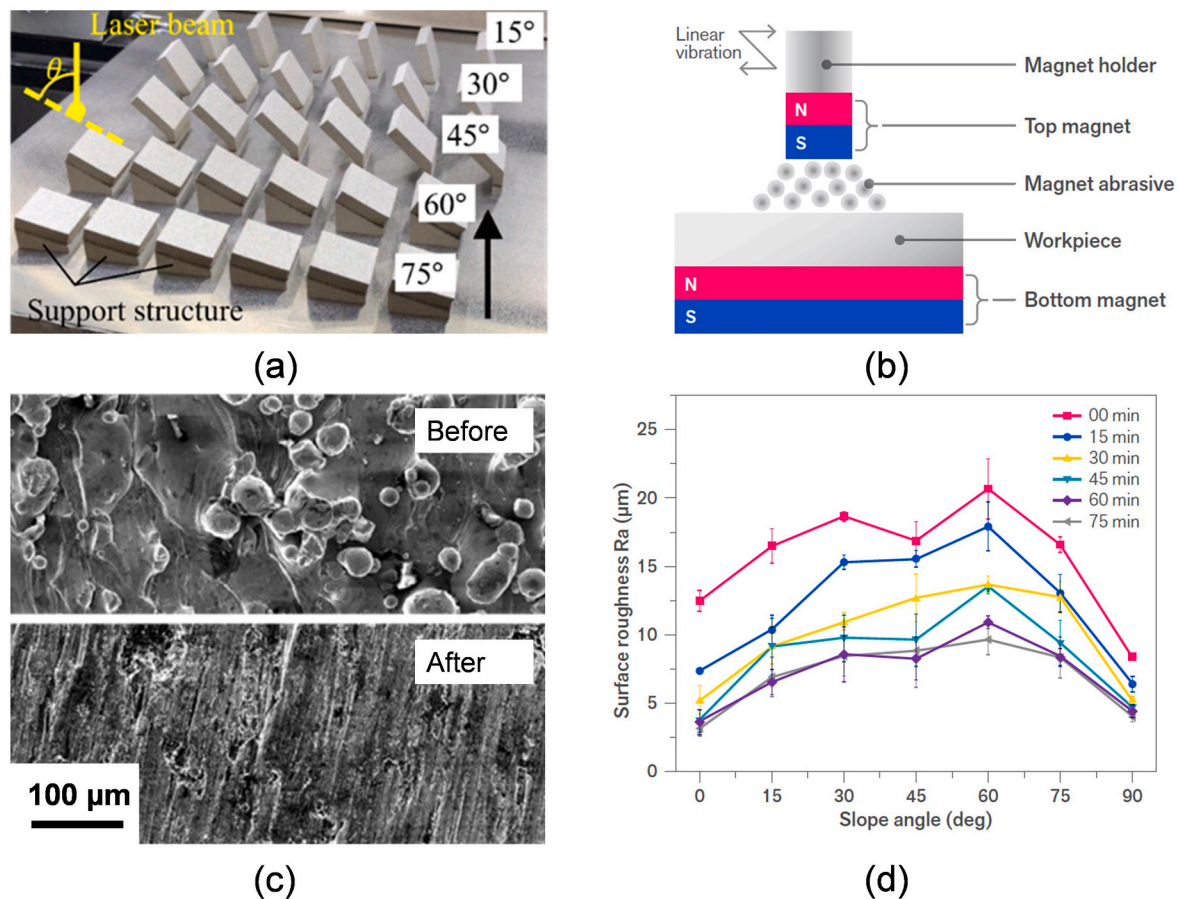 Laser beam
θ
15°
30°
45°
60°
75°
Support structure
(a)
Linear
vibration
N
S
Magnet holder
Top magnet
Magnet abrasive
Workpiece
N
S
Bottom magnet
(b)
Before
After
100 μm
(c)
Surface roughness Ra (μm)
25
20
15
10
5
0
00 min
15 min
30 min
45 min
60 min
75 min
0 15 30 45 60 75 90
Slope angle (deg)
(d)